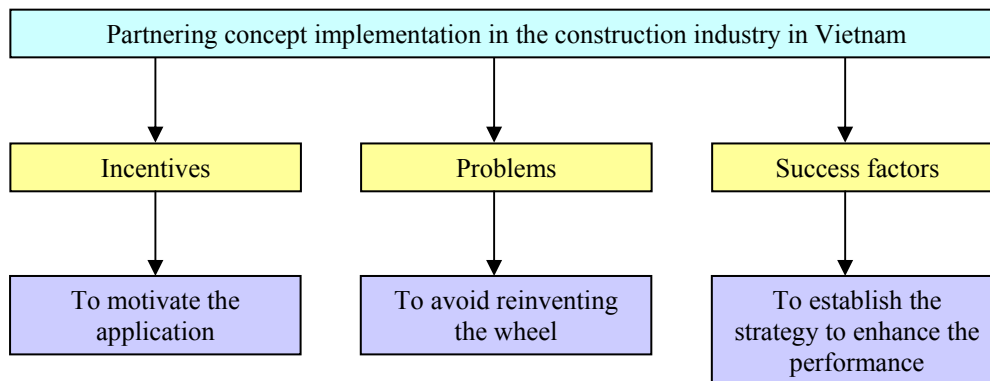 Partnering concept implementation in the construction industry in Vietnam
Incentives
Problems
Success factors
To motivate the
application
To avoid reinventing
the wheel
To establish the
strategy to enhance the
performance